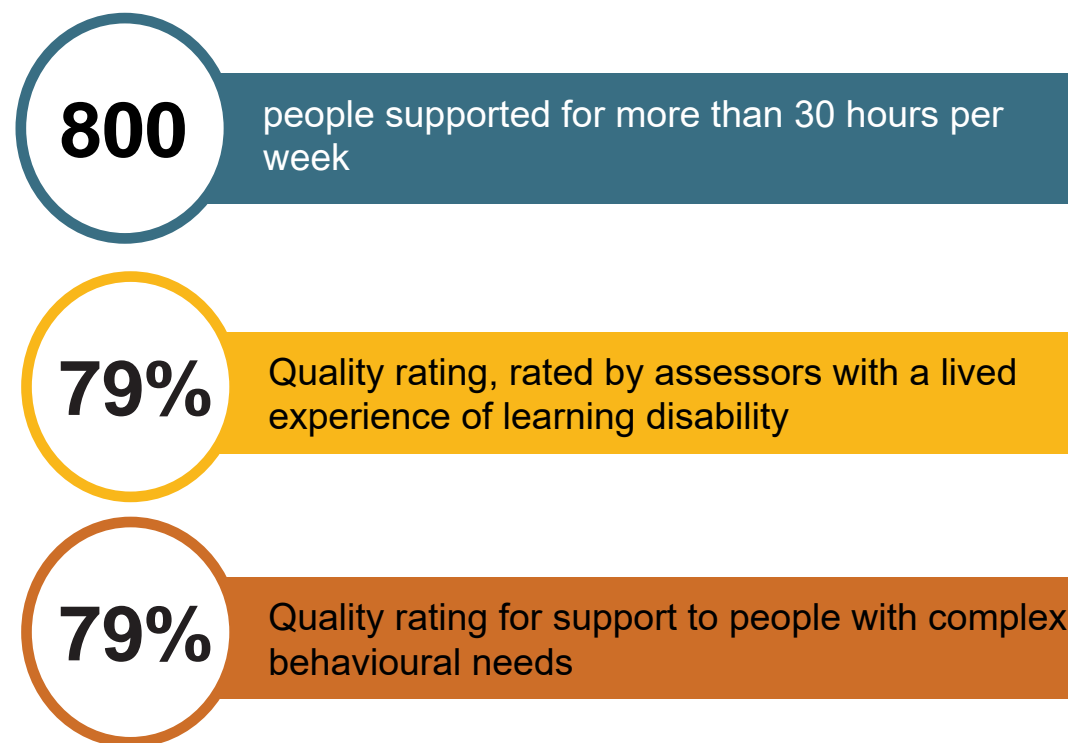 800
people supported for more than 30 hours per
week
79%
Quality rating, rated by assessors with a lived
experience of learning disability
79%
Quality rating for support to people with complex
behavioural needs